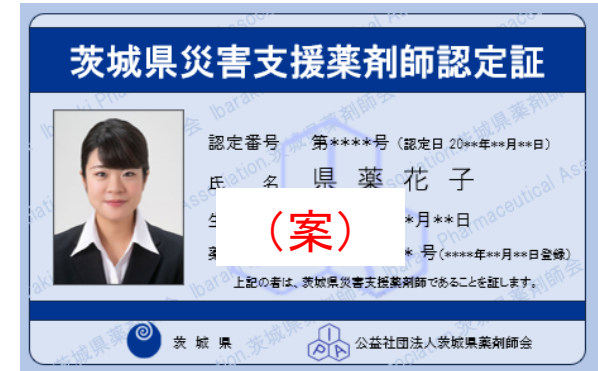 茨城県災害支援薬剤師認定証
認定番号 第****号 (認定日 20**年**月**日)
氏 名 県 薬 花 子
*月**日
(案)
* 号(****年**月**日登録)
上記の者は、茨城県災害支援薬剤師であることを証します。
茨 城 県 公益社団法人茨城県薬剤師会